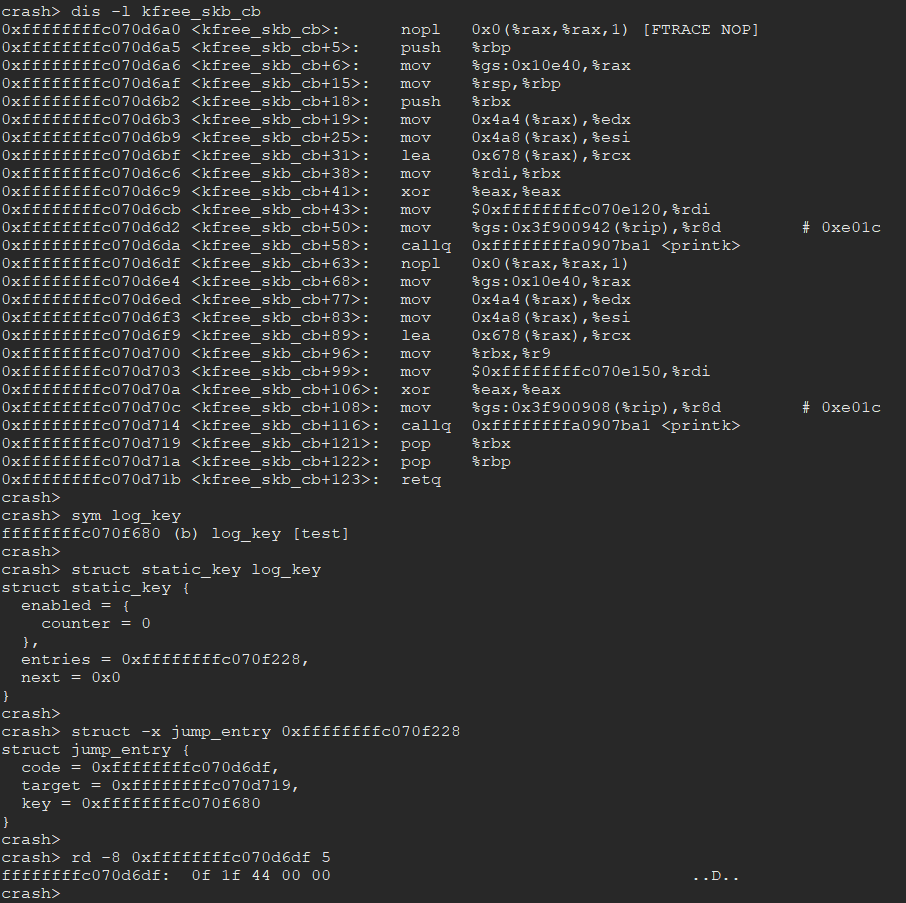 crash> dis -l kfree_skb_cb
0xffffffffc070d6a0 <kfree_skb_cb>:      nopl   0x0(%rax,%rax,1) [FTRACE NOP]
0xffffffffc070d6a5 <kfree_skb_cb+5>:    push   %rbp
0xffffffffc070d6a6 <kfree_skb_cb+6>:    mov    %gs:0x10e40,%rax
0xffffffffc070d6af <kfree_skb_cb+15>:   mov    %rsp,%rbp
0xffffffffc070d6b2 <kfree_skb_cb+18>:   push   %rbx
0xffffffffc070d6b3 <kfree_skb_cb+19>:   mov    0x4a4(%rax),%edx
0xffffffffc070d6b9 <kfree_skb_cb+25>:   mov    0x4a8(%rax),%esi
0xffffffffc070d6bf <kfree_skb_cb+31>:   lea    0x678(%rax),%rcx
0xffffffffc070d6c6 <kfree_skb_cb+38>:   mov    %rdi,%rbx
0xffffffffc070d6c9 <kfree_skb_cb+41>:   xor    %eax,%eax
0xffffffffc070d6cb <kfree_skb_cb+43>:   mov    $0xffffffffc070e120,%rdi
0xffffffffc070d6d2 <kfree_skb_cb+50>:   mov    %gs:0x3f900942(%rip),%r8d        # 0xe01c
0xffffffffc070d6da <kfree_skb_cb+58>:   callq  0xffffffffa0907ba1 <printk>
0xffffffffc070d6df <kfree_skb_cb+63>:   nopl   0x0(%rax,%rax,1)
0xffffffffc070d6e4 <kfree_skb_cb+68>:   mov    %gs:0x10e40,%rax
0xffffffffc070d6ed <kfree_skb_cb+77>:   mov    0x4a4(%rax),%edx
0xffffffffc070d6f3 <kfree_skb_cb+83>:   mov    0x4a8(%rax),%esi
0xffffffffc070d6f9 <kfree_skb_cb+89>:   lea    0x678(%rax),%rcx
0xffffffffc070d700 <kfree_skb_cb+96>:   mov    %rbx,%r9
0xffffffffc070d703 <kfree_skb_cb+99>:   mov    $0xffffffffc070e150,%rdi
0xffffffffc070d70a <kfree_skb_cb+106>:  xor    %eax,%eax
0xffffffffc070d70c <kfree_skb_cb+108>:  mov    %gs:0x3f900908(%rip),%r8d        # 0xe01c
0xffffffffc070d714 <kfree_skb_cb+116>:  callq  0xffffffffa0907ba1 <printk>
0xffffffffc070d719 <kfree_skb_cb+121>:  pop    %rbx
0xffffffffc070d71a <kfree_skb_cb+122>:  pop    %rbp
0xffffffffc070d71b <kfree_skb_cb+123>:  retq
crash>
crash> sym log_key
ffffffffc070f680 (b) log_key [test]
crash>
crash> struct static_key log_key
struct static_key {
  enabled = {
    counter = 0
  },
  entries = 0xffffffffc070f228,
  next = 0x0
}
crash>
crash> struct -x jump_entry 0xffffffffc070f228
struct jump_entry {
  code = 0xffffffffc070d6df,
  target = 0xffffffffc070d719,
  key = 0xffffffffc070f680
}
crash>
crash> rd -8 0xffffffffc070d6df 5
ffffffffc070d6df:  0f 1f 44 00 00                                    ..D..
crash>